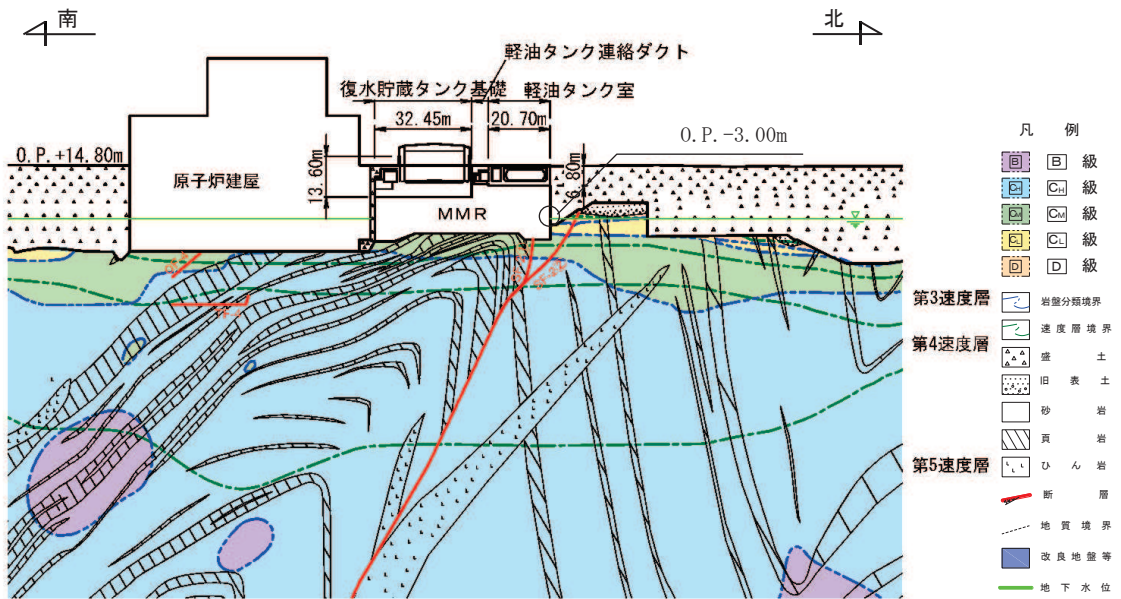 南
北
軽油タンク連絡ダクト
復水貯蔵タンク基礎
軽油タンク室
32.45m
20.70m
O.P.-3.00m
O.P.+14.80m
13.60m
6.80m
原子炉建屋
MMR
凡 例
B B 級
CH CH 級
CM CM 級
CL CL 級
D D 級
第3速度層
岩盤分類境界
速度層境界
第4速度層
盛土
旧表土
砂岩
頁岩
第5速度層
ひん岩
断層
地質境界
改良地盤等
地下水位